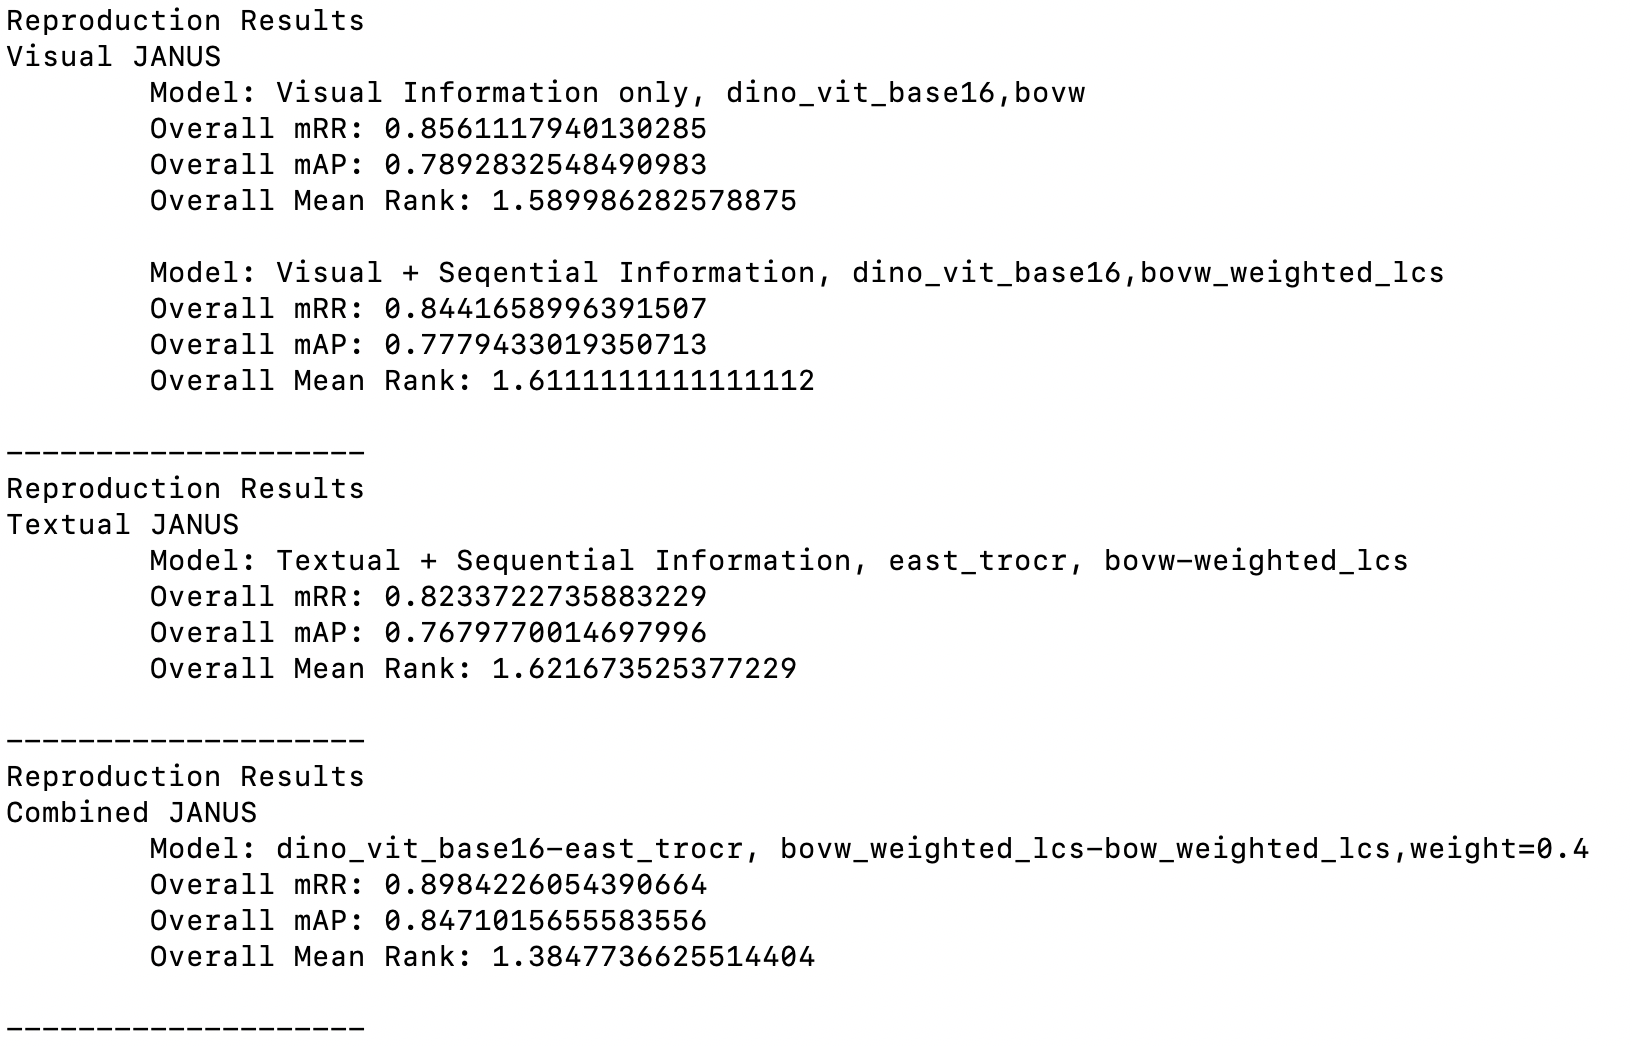 Reproduction Results
Visual JANUS
Model: Visual Information only, dino_vit_base16,bovw
Overall mRR: 0.8561117940130285
Overall mAP: 0.7892832548490983
Overall Mean Rank: 1.589986282578875
Model: Visual + Seqential Information, dino_vit_base16,bovw_weighted_lcs
Overall mRR: 0.8441658996391507
Overall mAP: 0.7779433019350713
Overall Mean Rank: 1.6111111111111112
--------------------
Reproduction Results
Textual JANUS
Model: Textual + Sequential Information, east_trocr, bovw-weighted_lcs
Overall mRR: 0.8233722735883229
Overall mAP: 0.7679770014697996
Overall Mean Rank: 1.621673525377229
--------------------
Reproduction Results
Combined JANUS
Model: dino_vit_base16-east_trocr, bovw_weighted_lcs-bow_weighted_lcs,weight=0.4
Overall mRR: 0.8984226054390664
Overall mAP: 0.8471015655583556
Overall Mean Rank: 1.3847736625514404
--------------------